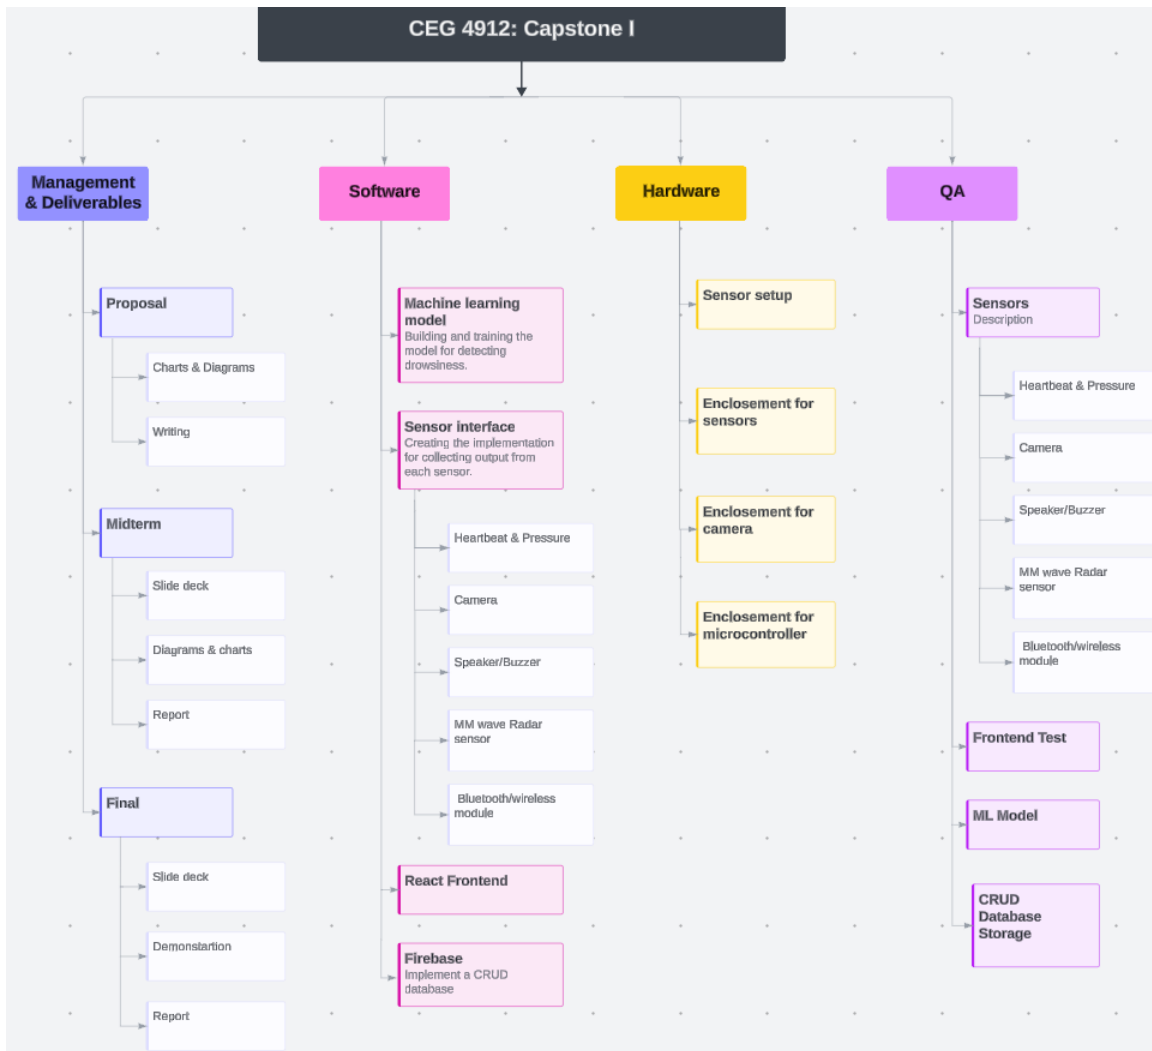 CEG 4912: Capstone I
Management
& Deliverables
Proposal
Charts & Diagrams
Writing
Midterm
Slide deck
Diagrams & charts
Report
Final
Slide deck
Demonstartion
Report
Software
Machine learning
model
Building and training the
model for detecting
drowsiness.
Sensor interface
Creating the implementation
for collecting output from
each sensor.
Heartbeat & Pressure
Camera
Speaker/Buzzer
MM wave Radar
sensor
Bluetooth/wireless
module
React Frontend
Firebase
Implement a CRUD
database
Hardware
Sensor setup
Enclosement for
sensors
Enclosement for
camera
Enclosement for
microcontroller
QA
Sensors
Description
Heartbeat & Pressure
Camera
Speaker/Buzzer
MM wave Radar
sensor
Bluetooth/wireless
module
Frontend Test
ML Model
CRUD
Database
Storage